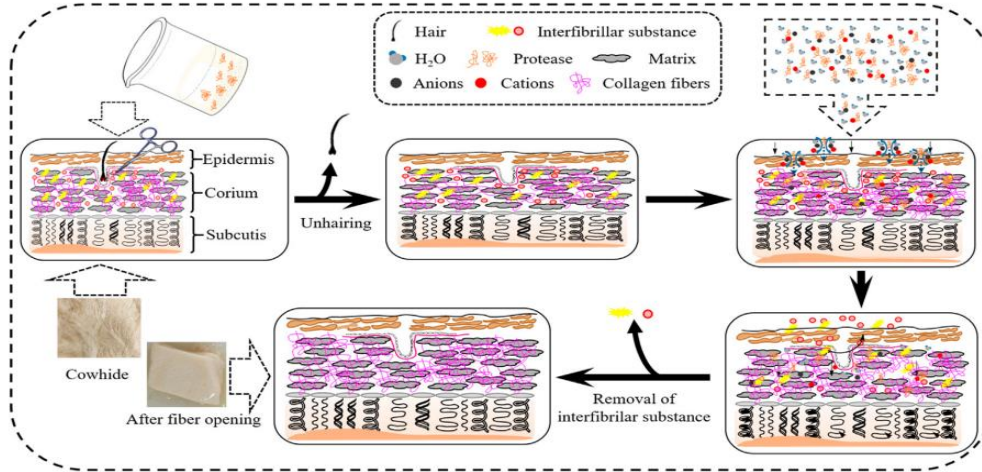 Hair
Interfibrillar substance
H₂O
Protease
Matrix
Anions
Cations
Collagen fibers
Epidermis
Corium
Subcutis
Unhairing
Cowhide
After fiber opening
Removal of
interfibrilar substance